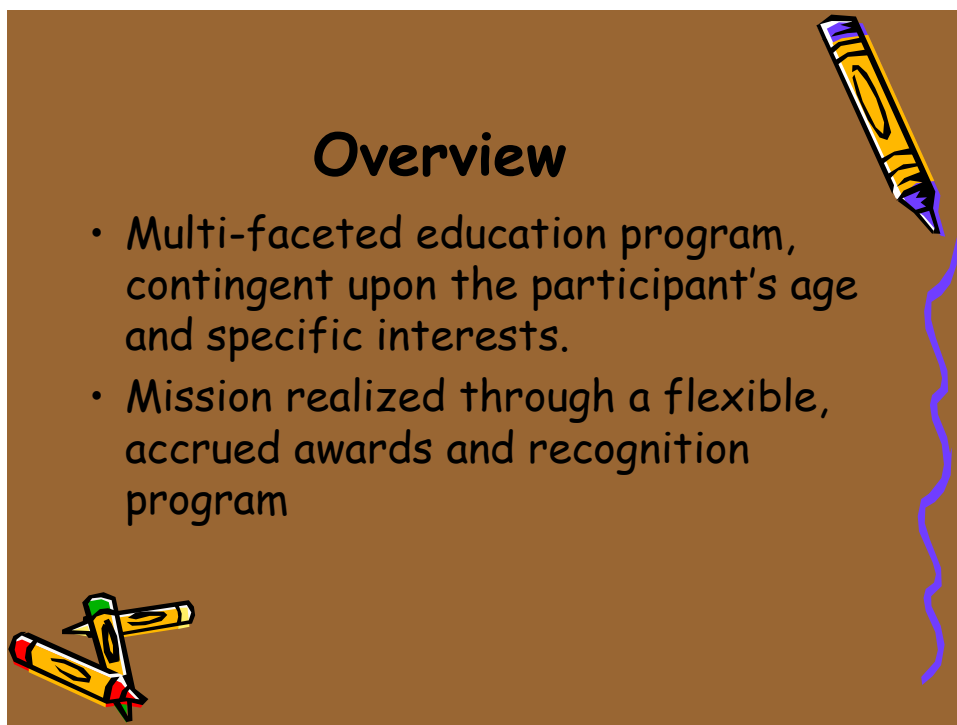 Overview
• Multi-faceted education program,
contingent upon the participant's age
and specific interests.
• Mission realized through a flexible,
accrued awards and recognition
program